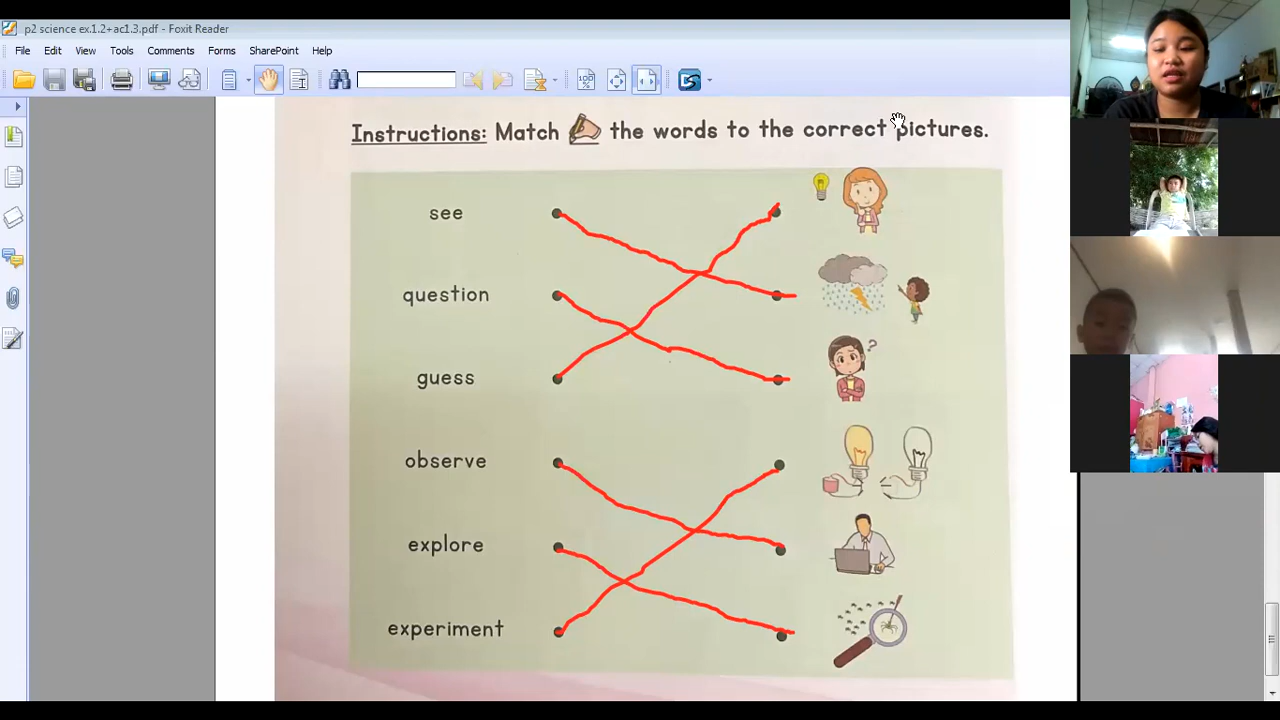 p2 science ex.1.2+ac1.3.pdf - Foxit Reader
File Edit View Tools Comments Forms SharePoint Help
Instructions: Match the words to the correct pictures.
see
question
?
guess
observe
explore
experiment